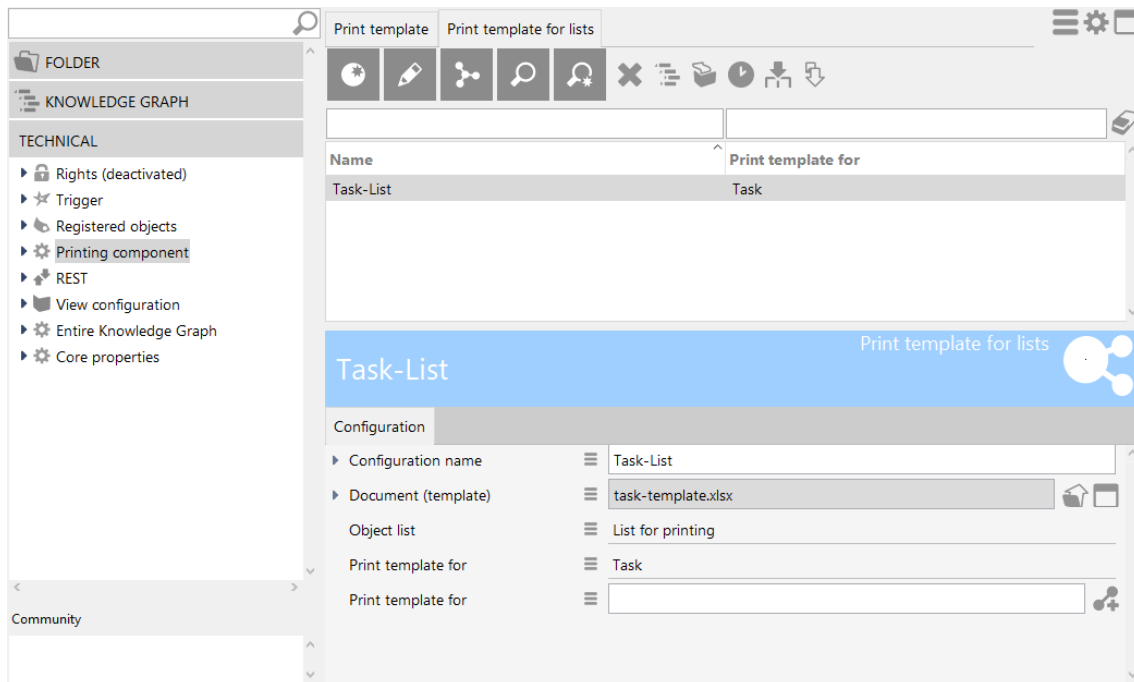 FOLDER
KNOWLEDGE GRAPH
TECHNICAL
Rights (deactivated)
Trigger
Registered objects
Printing component
REST
View configuration
Entire Knowledge Graph
Core properties
Community
Print template Print template for lists
Name Print template for
Task-List Task
Print template for lists
Task-List
Configuration
Configuration name Task-List
Document (template) task-template.xlsx
Object list List for printing
Print template for Task
Print template for